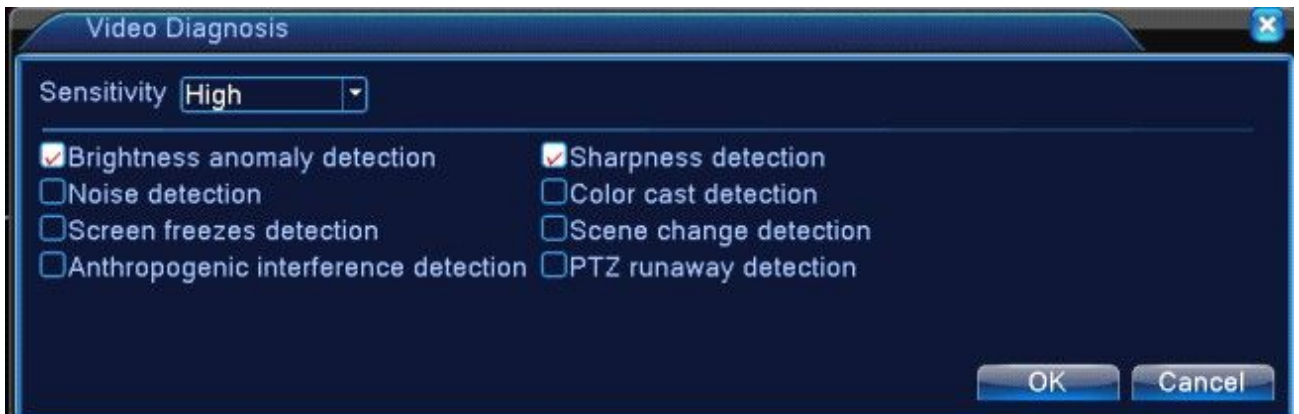 Video Diagnosis
Sensitivity High
Brightness anomaly detection Sharpness detection
Noise detection Color cast detection
Screen freezes detection Scene change detection
Anthropogenic interference detection PTZ runaway detection
OK Cancel